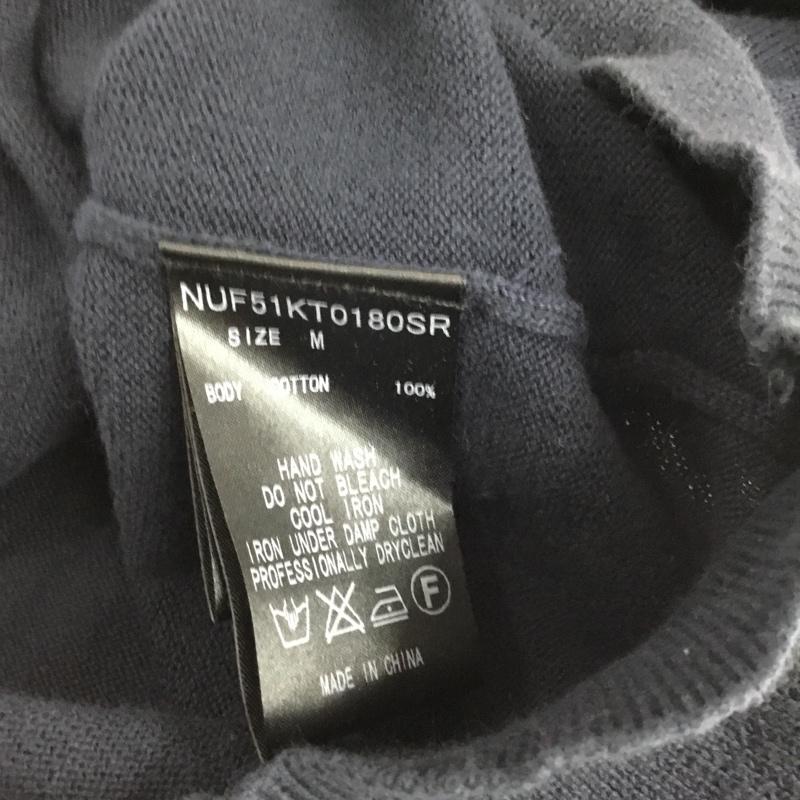 NUF51KT0180SR
SIZE M
BODY COTTON 100%
HAND WASH
DO NOT BLEACH
COOL IRON
IRON UNDER DAMP CLOTH
PROFESSIONALLY DRYCLEAN
F
MADE IN CHINA